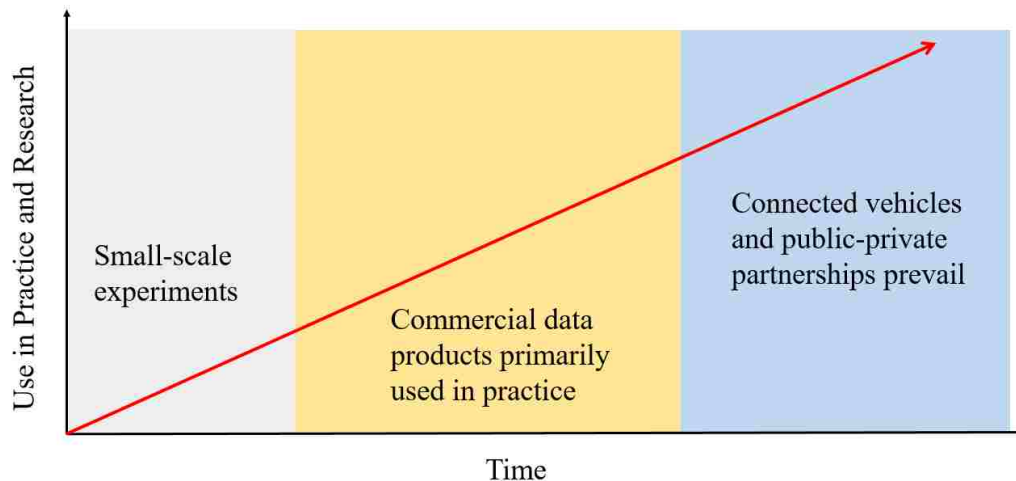 Use in Practice and Research
Small-scale
experiments
Commercial data
products primarily
used in practice
Connected vehicles
and public-private
partnerships prevail
Time